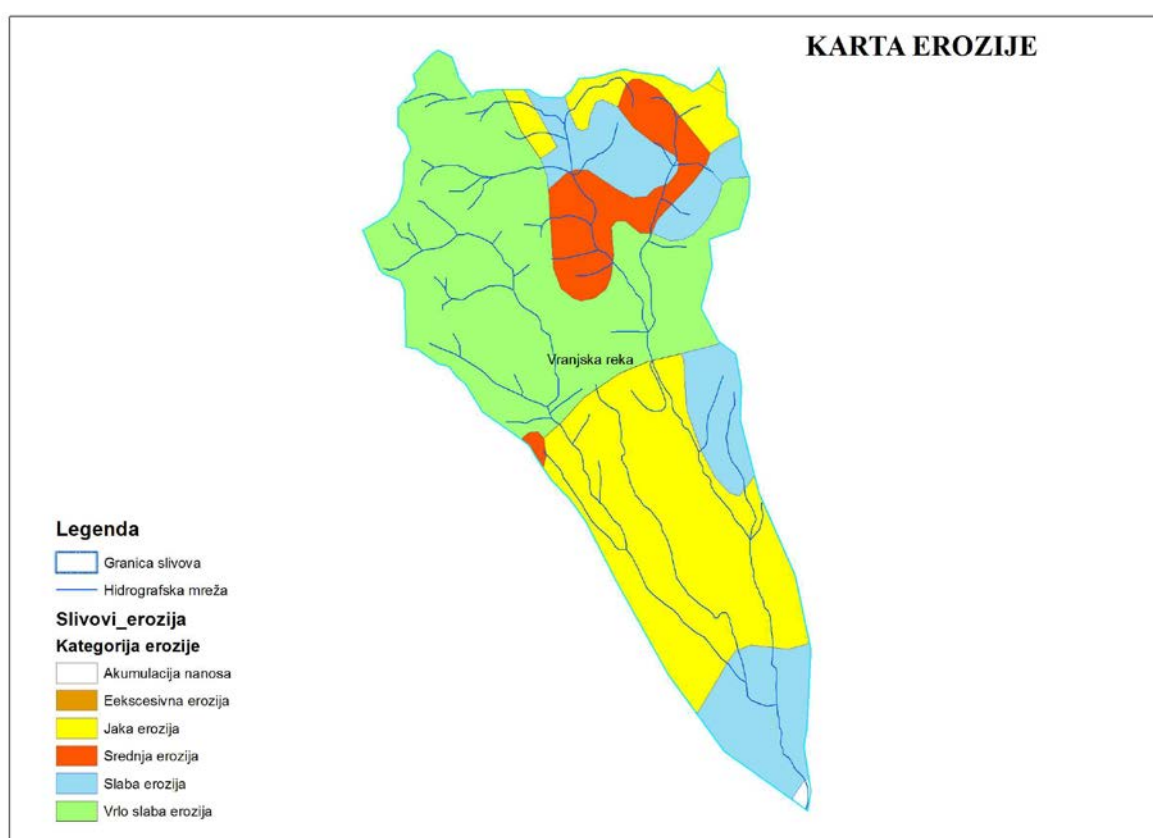 KARTA EROZIJE
Vranjska reka
Legenda
Granica slivova
Hidrografska mreža
Slivovi_erozija
Kategorija erozije
Akumulacija nanosa
Eekscesivna erozija
Jaka erozija
Srednja erozija
Slaba erozija
Vrlo slaba erozija